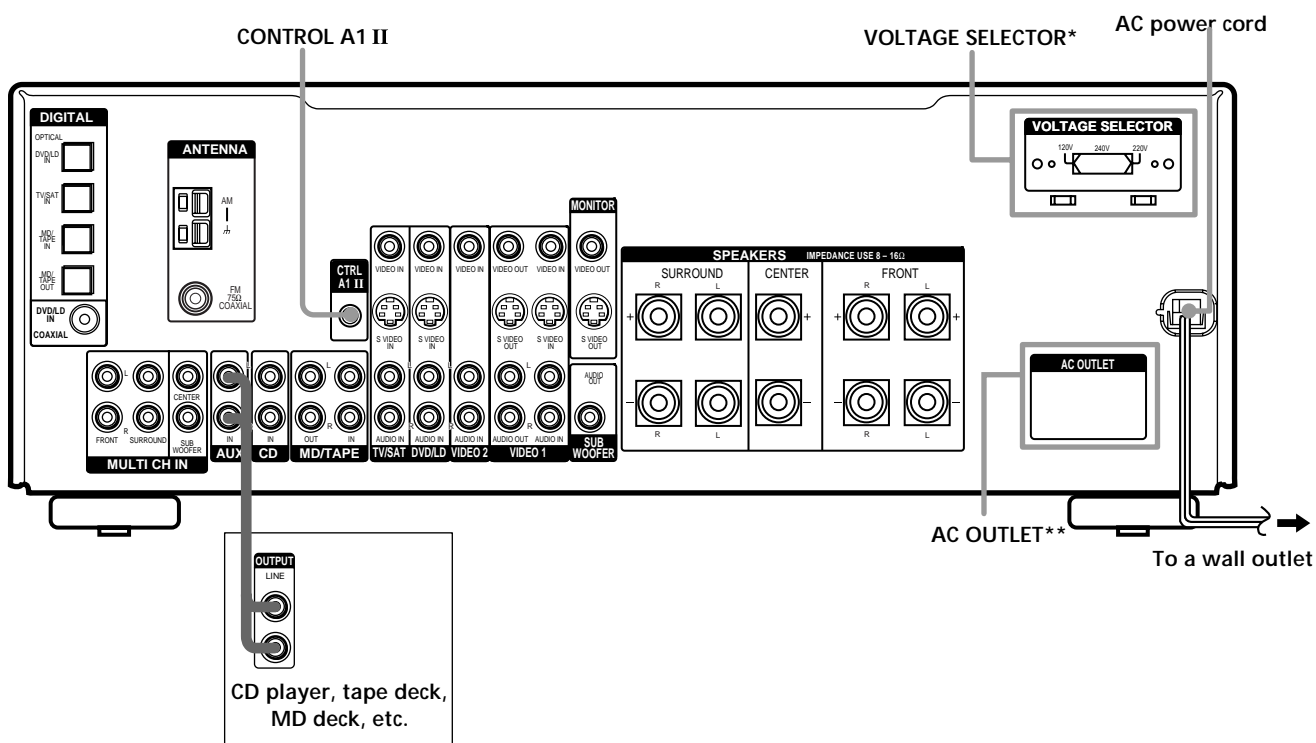 CONTROL A1 II
VOLTAGE SELECTOR*
AC power cord
DIGITAL
OPTICAL
DVD/LD
IN
TV/SAT
IN
MD/
TAPE
IN
MD/
TAPE
OUT
DVD/LD
IN
COAXIAL
ANTENNA
AM
FM
75Ω
COAXIAL
CTRL
A1 II
VIDEO IN
VIDEO IN
VIDEO IN
VIDEO OUT
VIDEO IN
S VIDEO
IN
S VIDEO
IN
S VIDEO
OUT
S VIDEO
IN
MONITOR
VIDEO OUT
S VIDEO
OUT
AUDIO
OUT
SUB
WOOFER
SPEAKERS IMPEDANCE USE 8 – 16Ω
SURROUND
CENTER
FRONT
R L
R L
+ + + +
– – – –
R L
R L
VOLTAGE SELECTOR
120V 240V 220V
AC OUTLET
L
R
FRONT
SURROUND
CENTER
SUB
WOOFER
MULTI CH IN
L
R
IN
AUX
IN
CD
L
R
OUT
IN
MD/TAPE
L
R
AUDIO IN
TV/SAT
AUDIO IN
DVD/LD
L
R
AUDIO IN
VIDEO 2
L
R
AUDIO OUT
AUDIO IN
VIDEO 1
AC OUTLET**
To a wall outlet
OUTPUT
LINE
CD player, tape deck,
MD deck, etc.